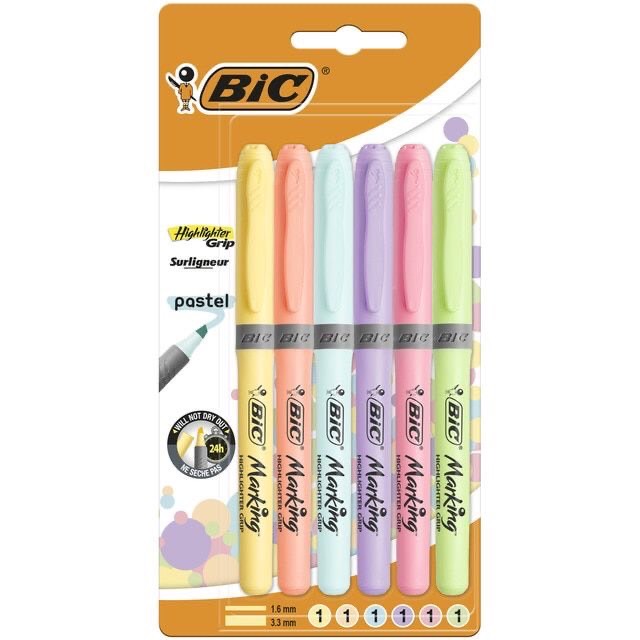 BIC®
Highlighter
Grip
Surligneur
pastel
WILL NOT DRY OUT
24h
NE SÈCHE PAS
BIC BIC BIC BIC BIC BIC
BIC Marking HIGHLIGHTER GRIP
BIC Marking HIGHLIGHTER GRIP
BIC Marking HIGHLIGHTER GRIP
BIC Marking HIGHLIGHTER GRIP
BIC Marking HIGHLIGHTER GRIP
BIC Marking HIGHLIGHTER GRIP
1.6 mm
3.3 mm
1 1 1 1 1 1